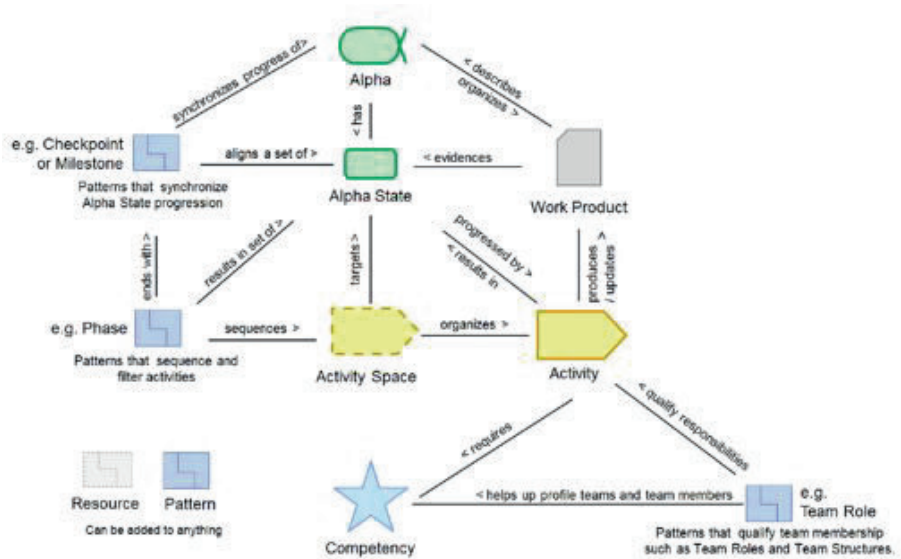 synchronizes progress of>
Alpha
< describes
organizes >
< has
e.g. Checkpoint
or Milestone
aligns a set of >
< evidences
Patterns that synchronize
Alpha State progression
Alpha State
Work Product
ends with >
results in set of >
targets >
progressed by >
< results in
produces
/ updates >
e.g. Phase
sequences >
organizes >
Patterns that sequence and
filter activities
Activity Space
Activity
< requires
< qualify responsibilities
Resource
Pattern
Can be added to anything
< helps up profile teams and team members
e.g.
Team Role
Competency
Patterns that qualify team membership
such as Team Roles and Team Structures.